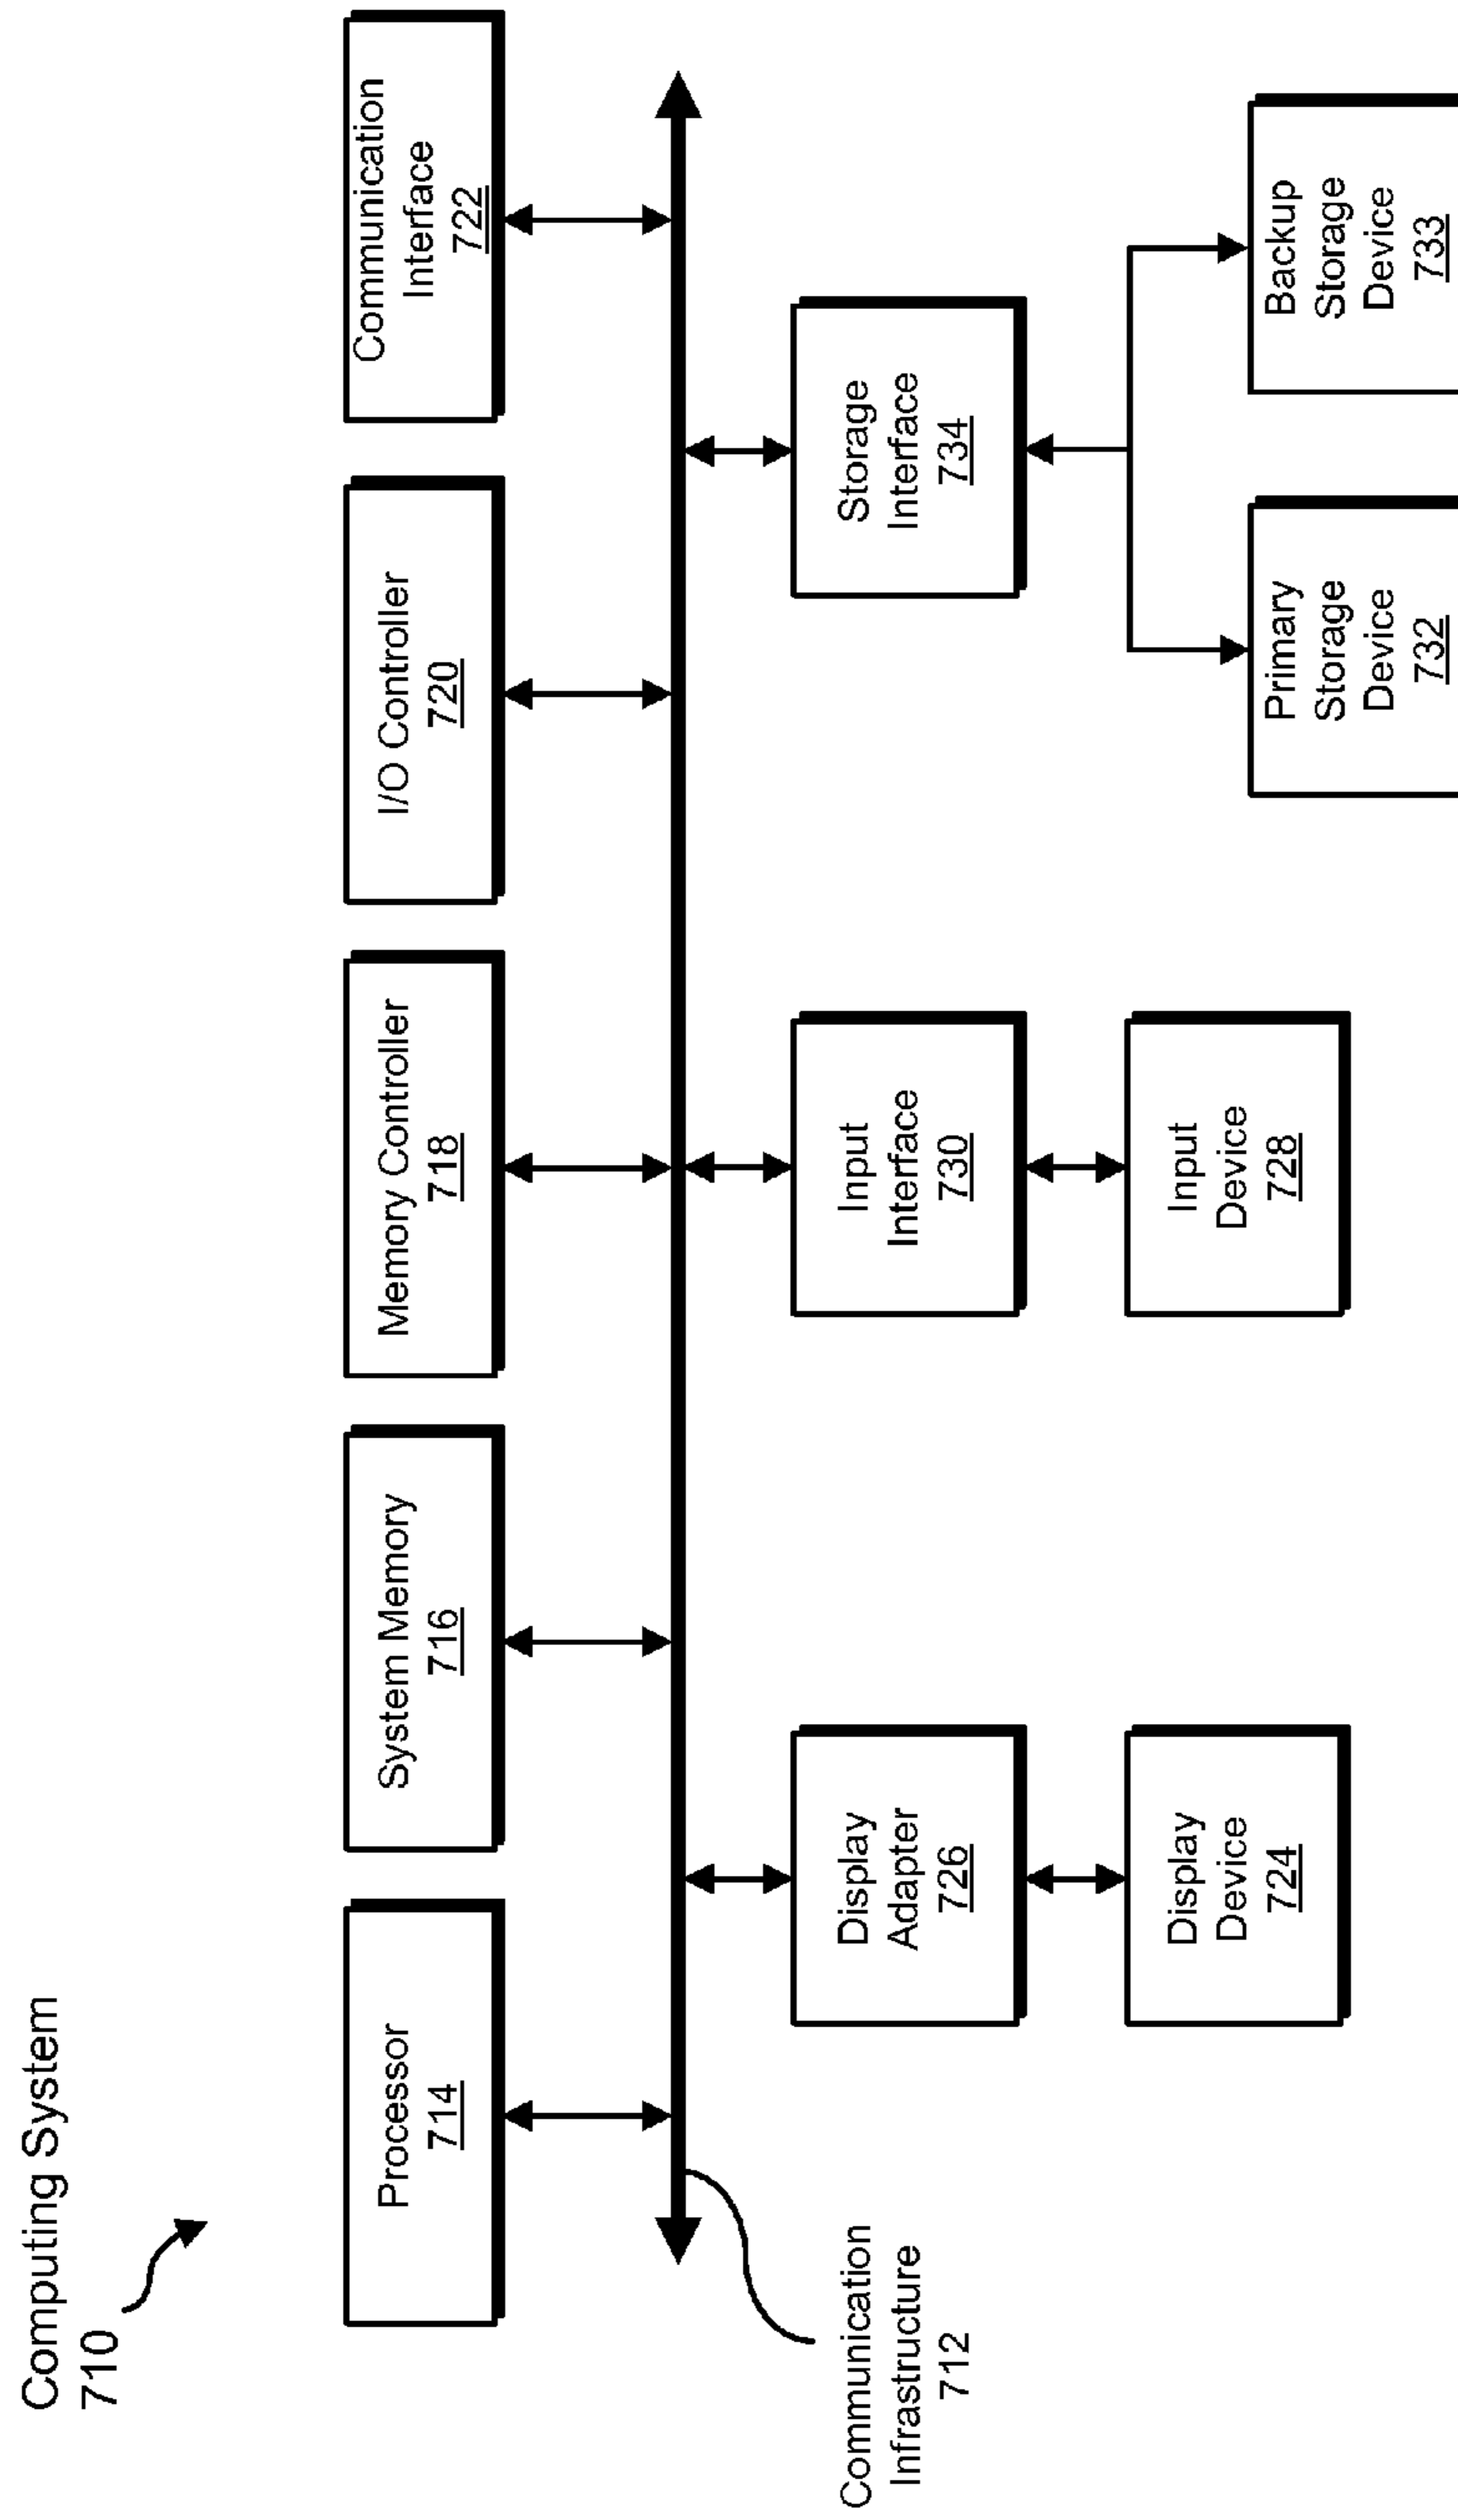 Computing System
710
Processor
714
System Memory
716
Memory Controller
718
I/O Controller
720
Communication
Interface
722
Communication
Infrastructure
712
Display
Adapter
726
Input
Interface
730
Storage
Interface
734
Display
Device
724
Input
Device
728
Primary
Storage
Device
732
Backup
Storage
Device
733